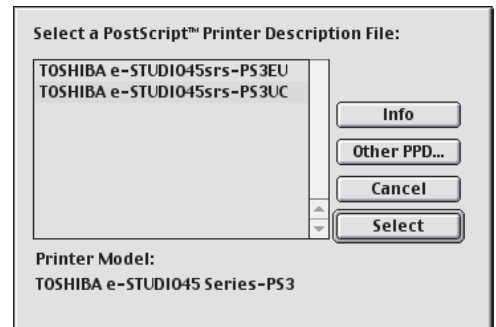 Select a PostScript™ Printer Description File:
TOSHIBA e-STUDIO45srs-PS3EU
TOSHIBA e-STUDIO45srs-PS3UC
Info
Other PPD...
Cancel
Select
Printer Model:
TOSHIBA e-STUDIO45 Series-PS3